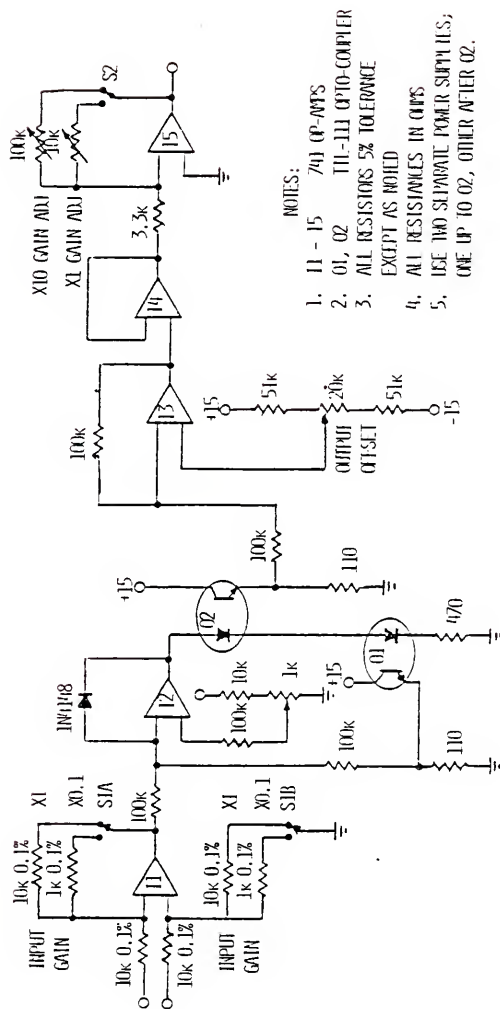 INPUT
GAIN
10K 0.1%
10K 0.1%
10K 0.1%
1K 0.1%
X1
X0.1
S1A
I1
10K 0.1%
1K 0.1%
X1
X0.1
S1B
100K
1N4148
I2
100K
10K
1K
100K
110
+15
O1
470
+15
O2
110
100K
100K
I3
OUTPUT
OFF-SET
+15
51K
20K
51K
-15
I4
3.3K
X10 GAIN ADJ
X1 GAIN ADJ
100K
10K
S2
I5
NOTES:
1. I1 - I5 741 OP-AMPS
2. O1, O2 TIL-111 OPTO-COUPLER
3. ALL RESISTORS 5% TOLERANCE
EXCEPT AS NOTED
4. ALL RESISTANCES IN OHMS
5. USE TWO SEPARATE POWER SUPPLIES;
ONE UP TO O2, OTHER AFTER O2.